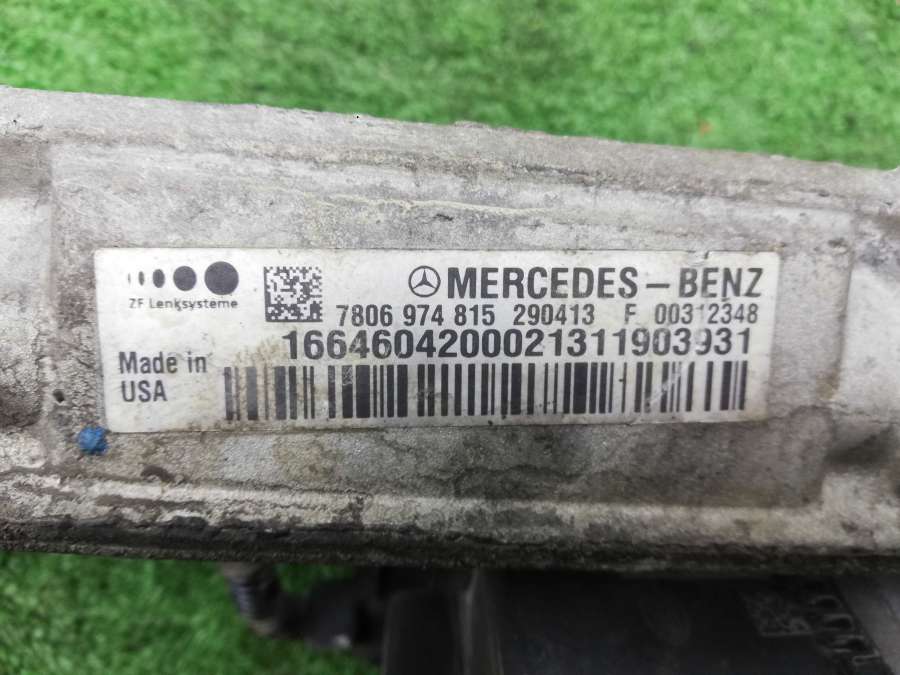 ZF Lenksysteme
MERCEDES-BENZ
7806 974 815 290413 F 00312348
1664604200021311903931
Made in
USA